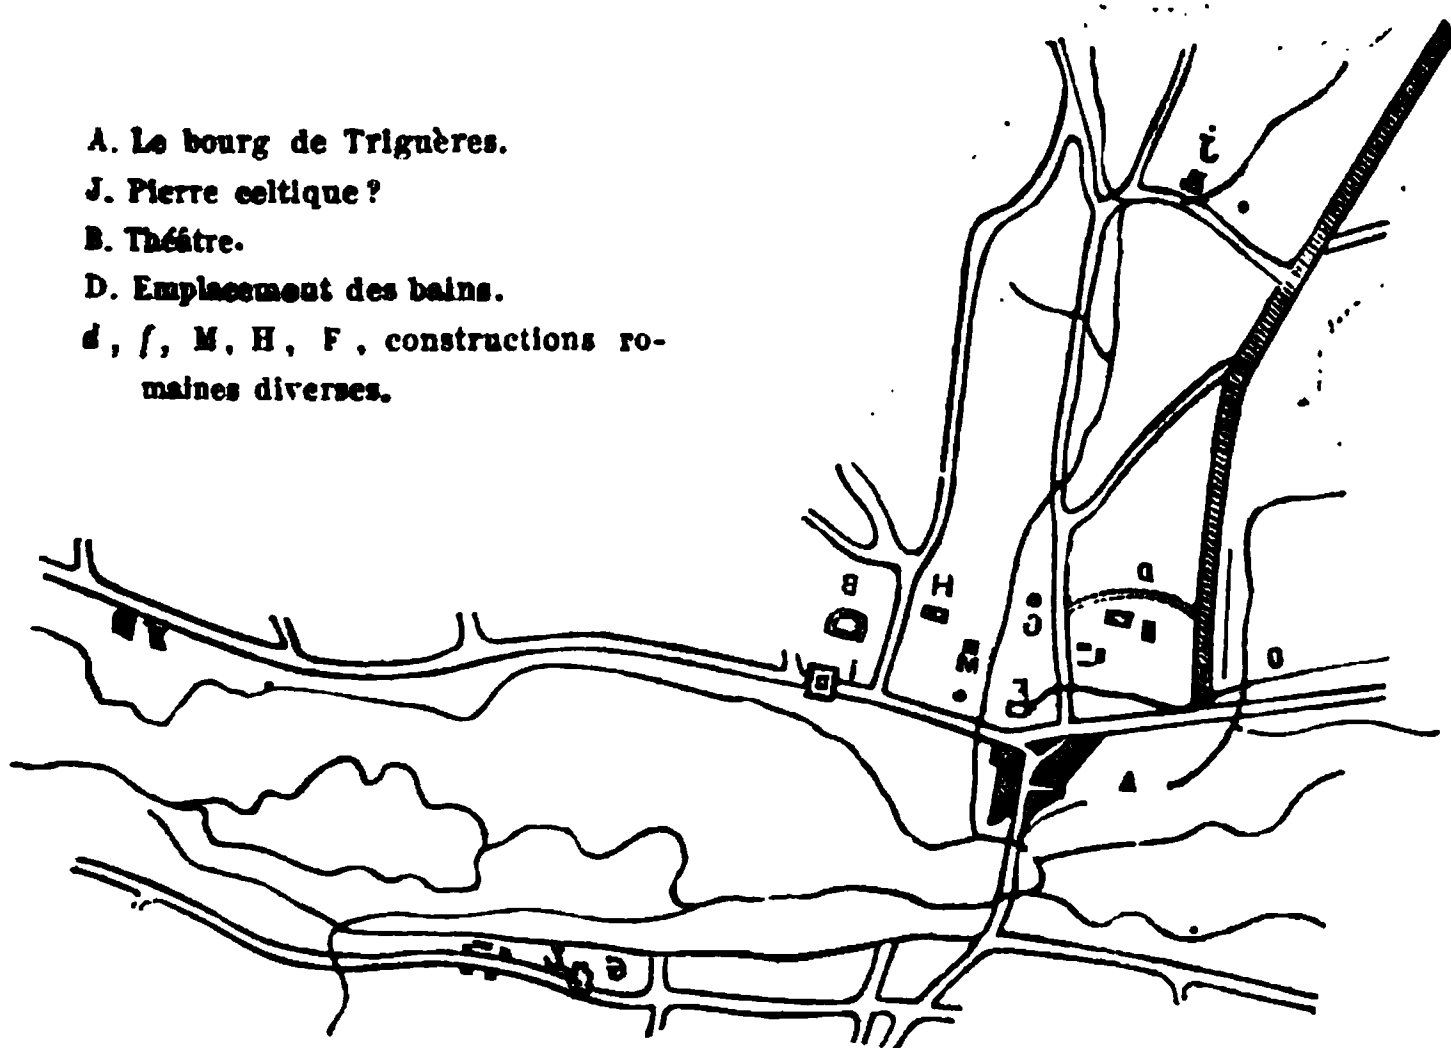 A. Le bourg de Triguères.
J. Pierre celtique?
B. Théâtre.
D. Emplacement des bains.
d, f, M, H, F, constructions ro-
maines diverses.
J
B
H
D
G
M
F
D
A
e